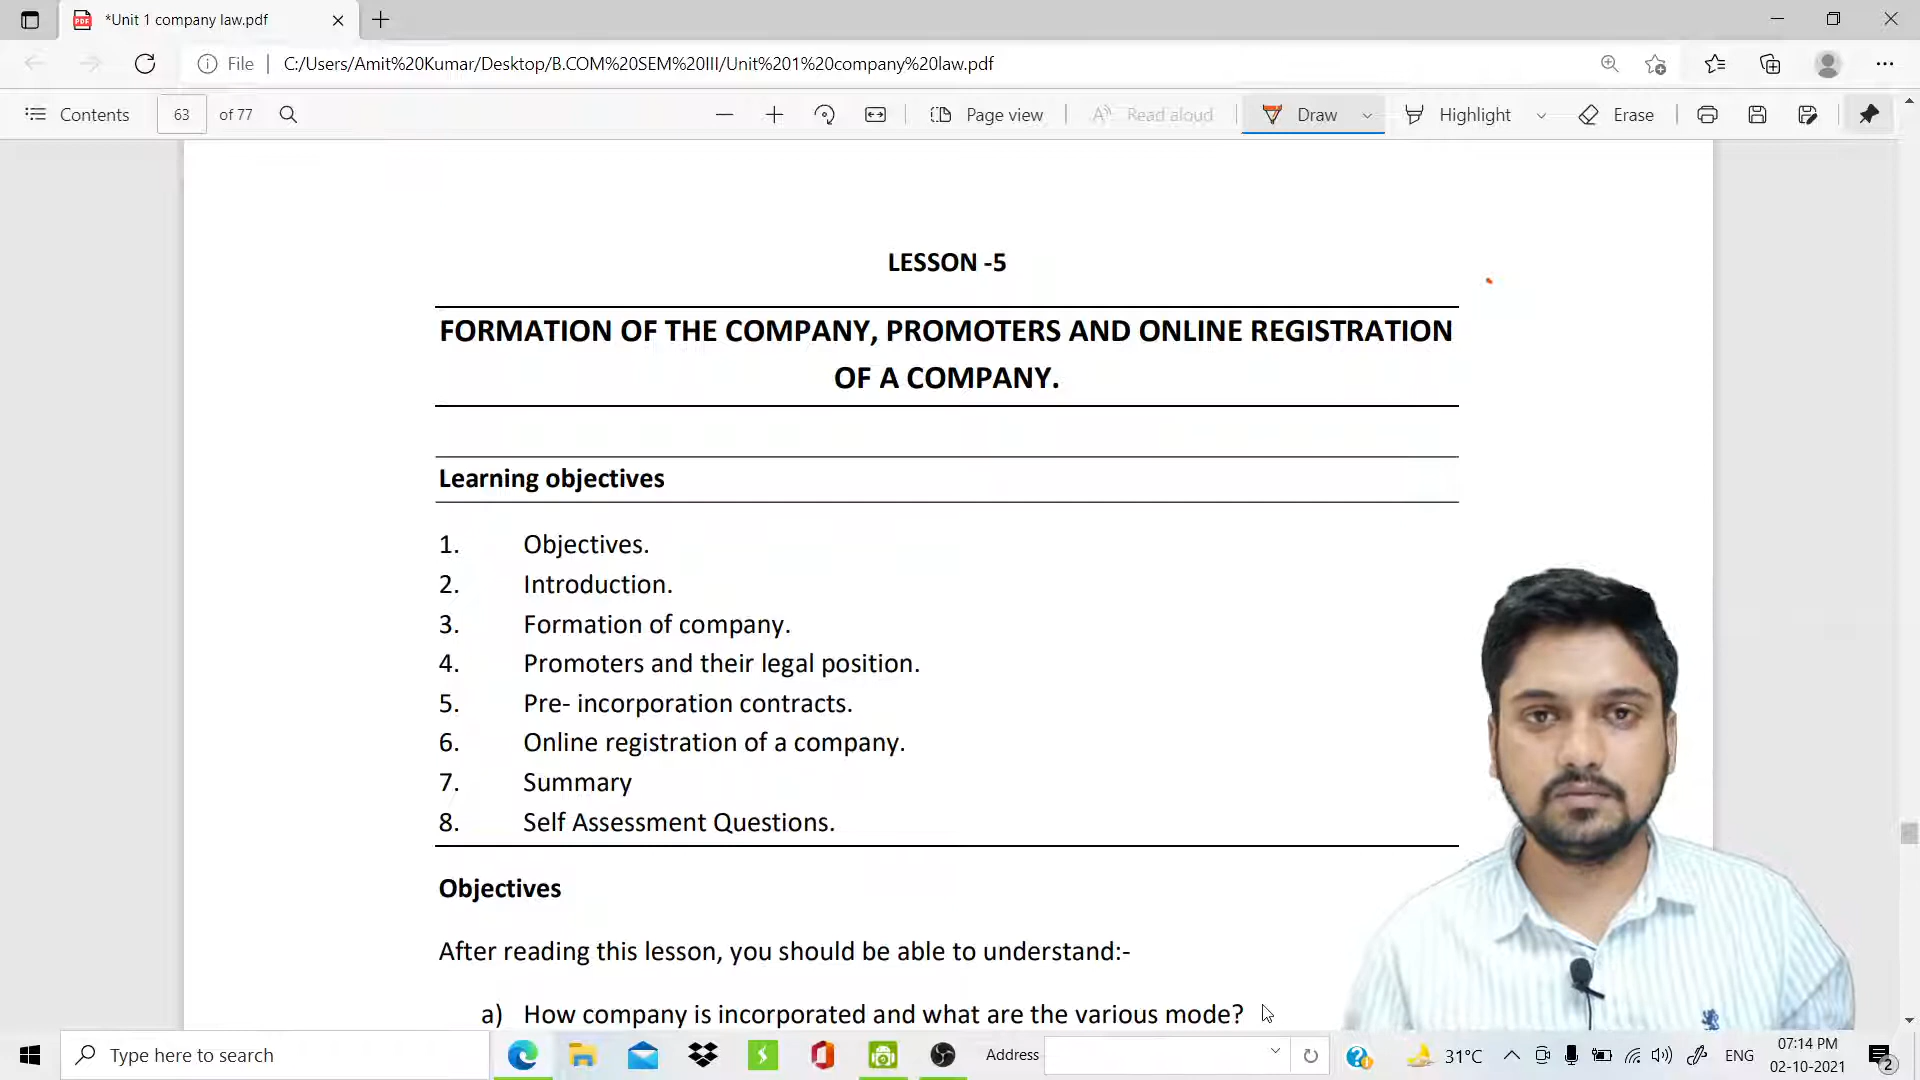 *Unit 1 company law.pdf
File
C:/Users/Amit%20Kumar/Desktop/B.COM%20SEM%20III/Unit%201%20company%20law.pdf
Contents
63
of 77
Page view
Read aloud
Draw
Highlight
Erase
LESSON -5
FORMATION OF THE COMPANY, PROMOTERS AND ONLINE REGISTRATION
OF A COMPANY.
Learning objectives
1. Objectives.
2. Introduction.
3. Formation of company.
4. Promoters and their legal position.
5. Pre- incorporation contracts.
6. Online registration of a company.
7. Summary
8. Self Assessment Questions.
Objectives
After reading this lesson, you should be able to understand:-
a) How company is incorporated and what are the various mode?
Type here to search
Address
31°C
ENG
07:14 PM
02-10-2021
2